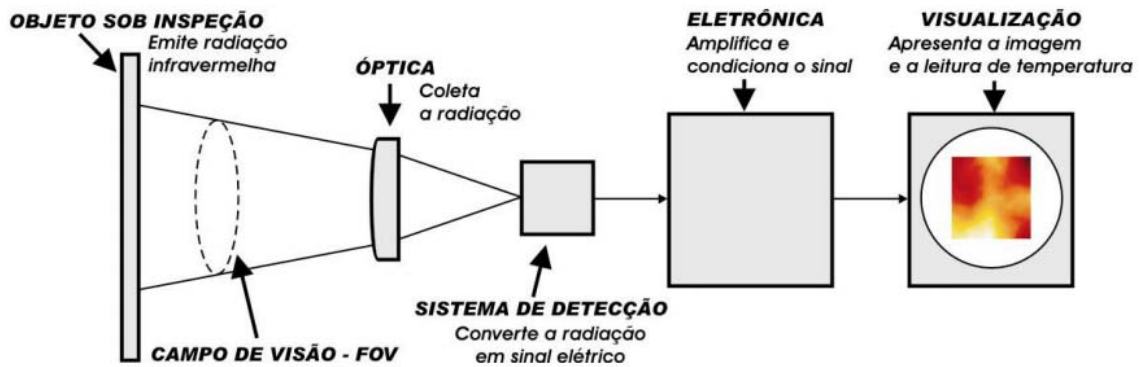 OBJETO SOB INSPEÇÃO
Emite radiação
infravermelha
ÓPTICA
Coleta
a radiação
ELETRÔNICA
Amplifica e
condiciona o sinal
VISUALIZAÇÃO
Apresenta a imagem
e a leitura de temperatura
CAMPO DE VISÃO - FOV
SISTEMA DE DETECÇÃO
Converte a radiação
em sinal elétrico